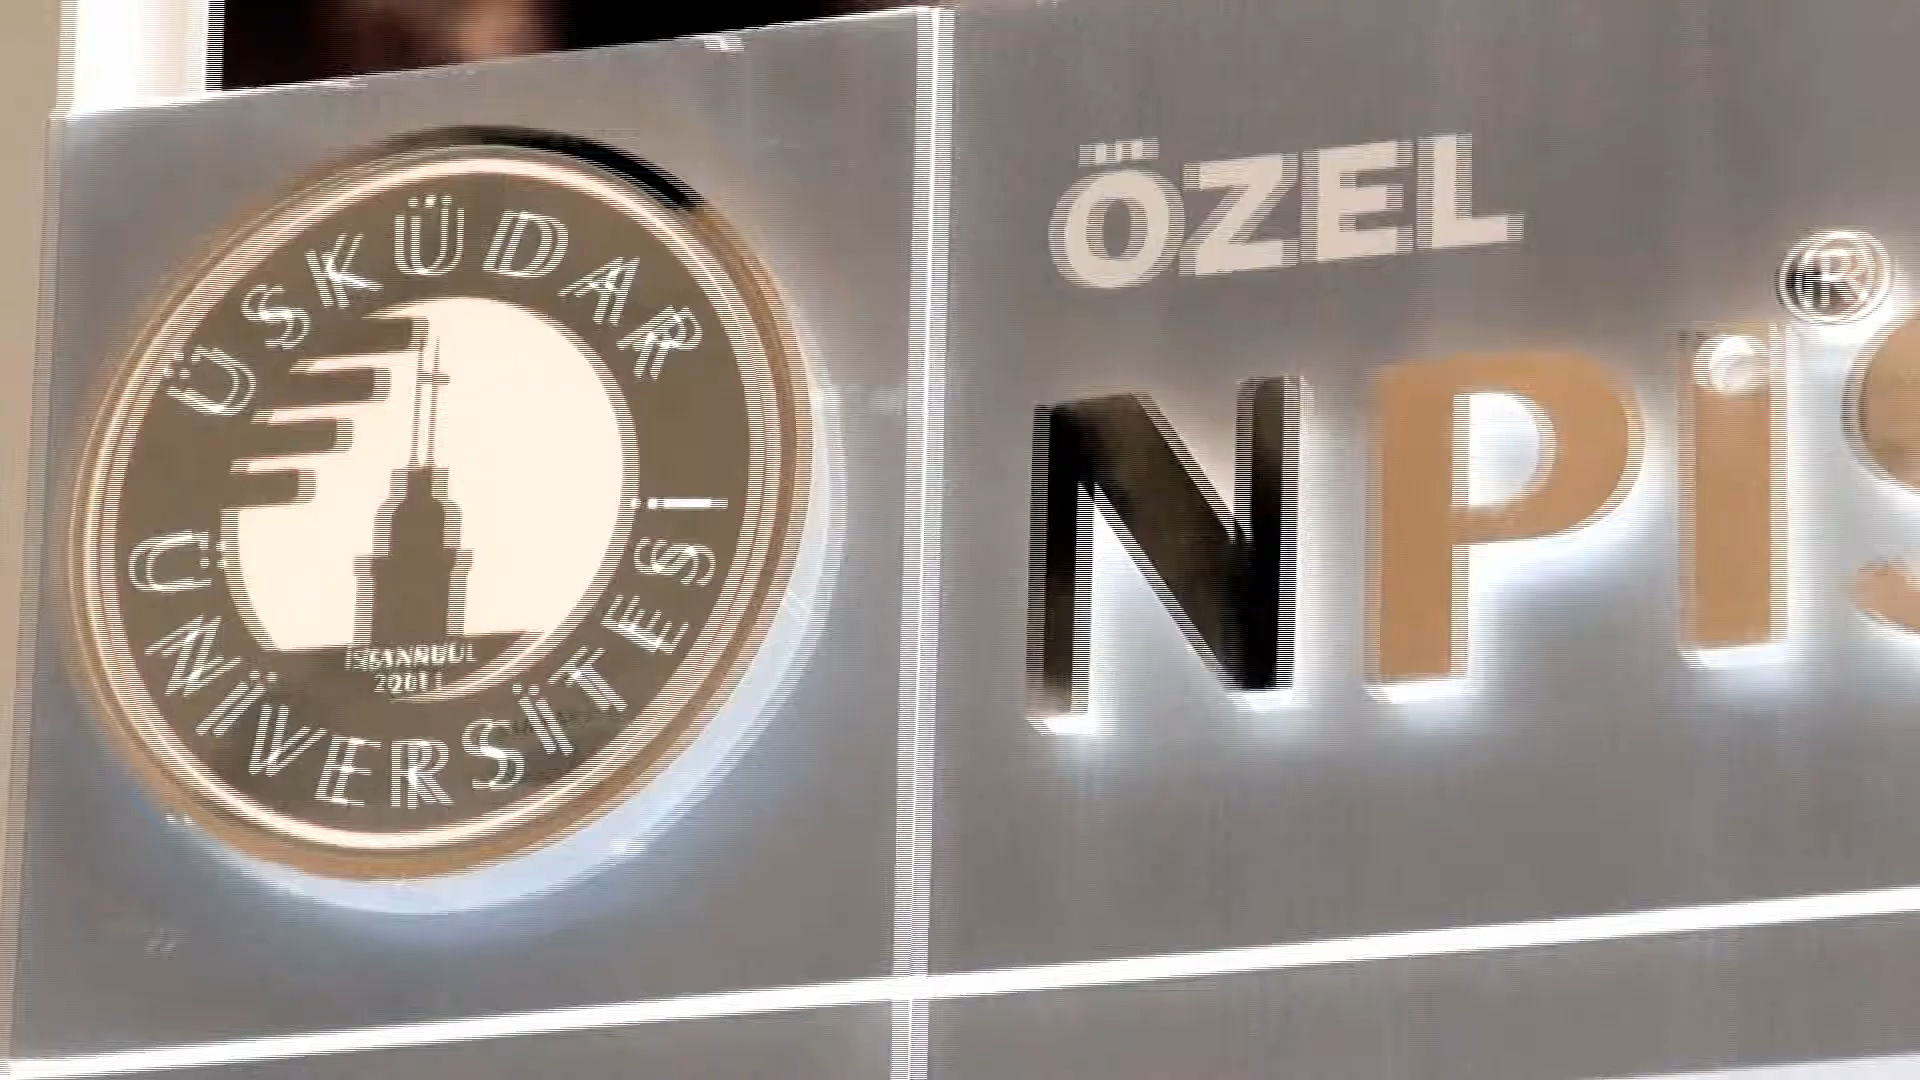 ÜSKÜDAR
ÜNİVERSİTESİ
İSTANBUL
2011
ÖZEL
®
NPİS